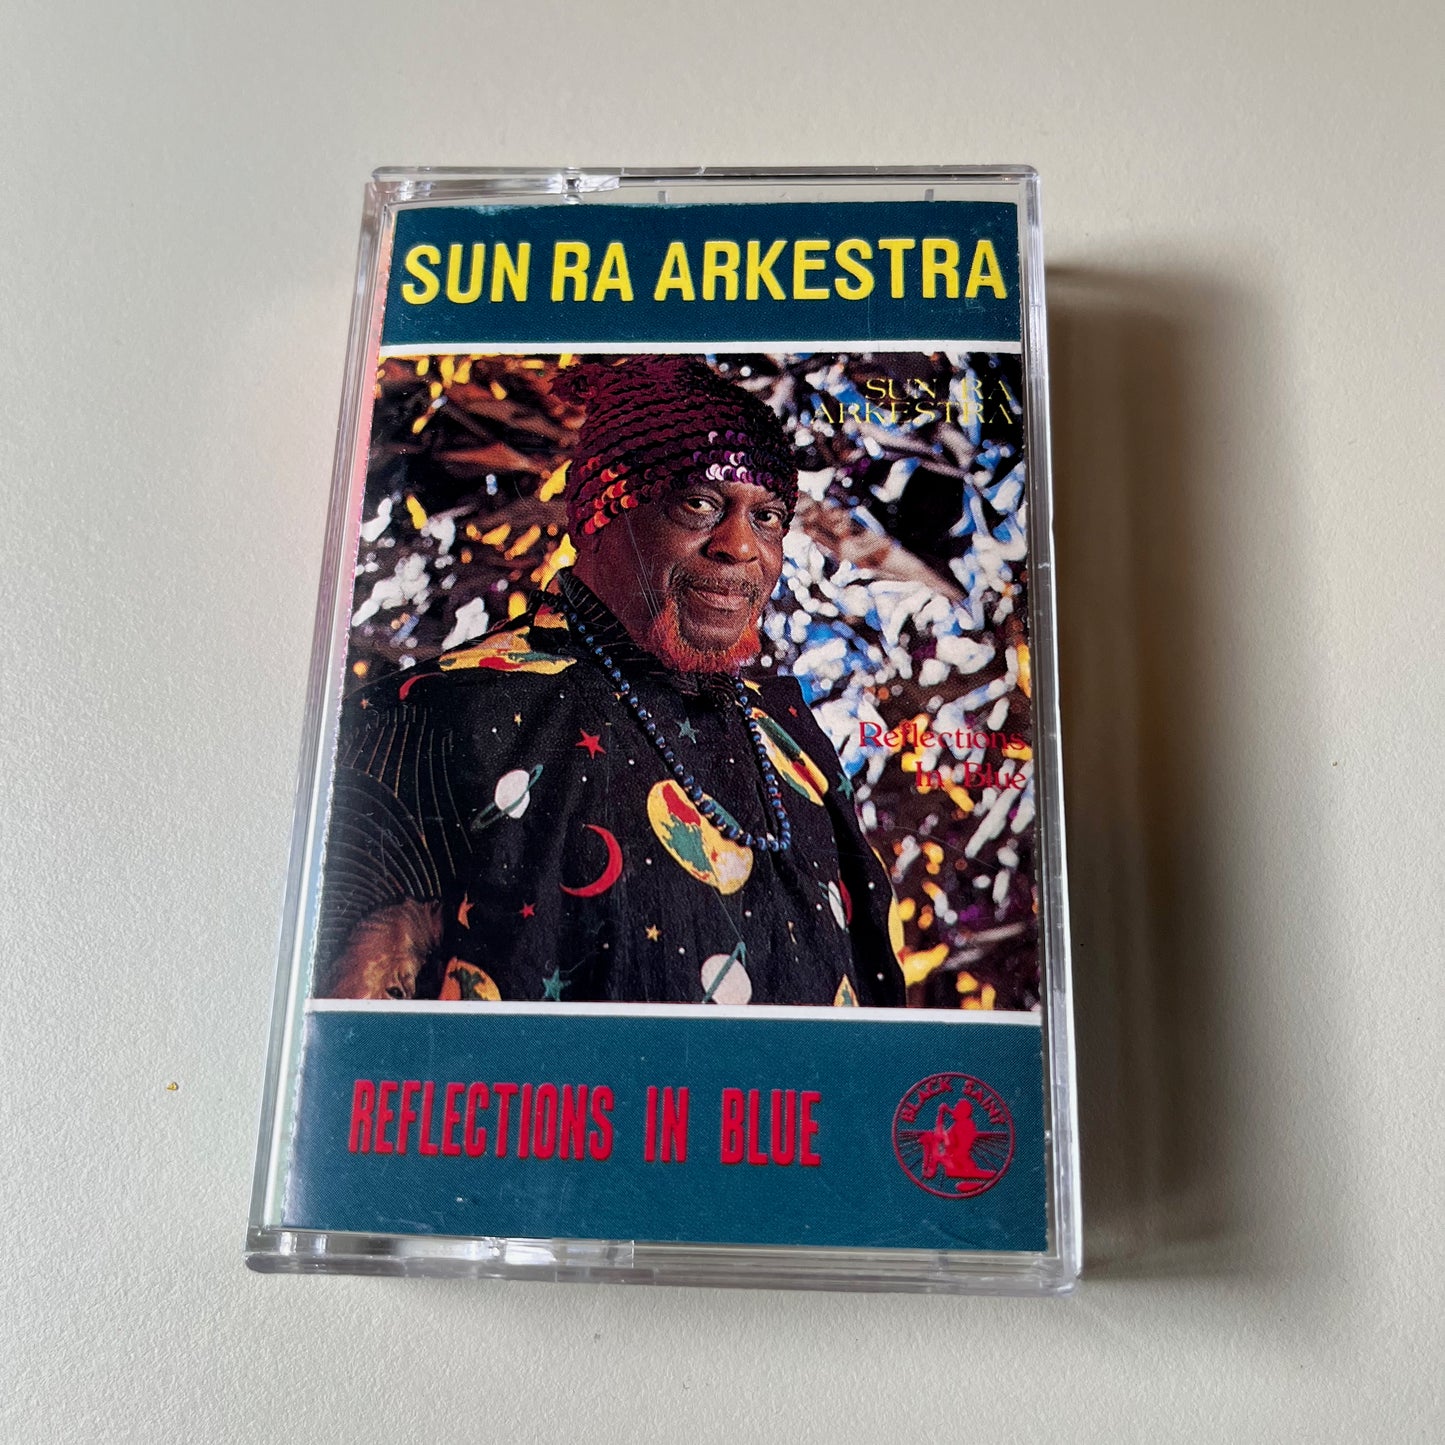 SUN RA ARKESTRA
SUN RA
ARKESTRA
Reflections
In Blue
REFLECTIONS IN BLUE
BLACK SAINT